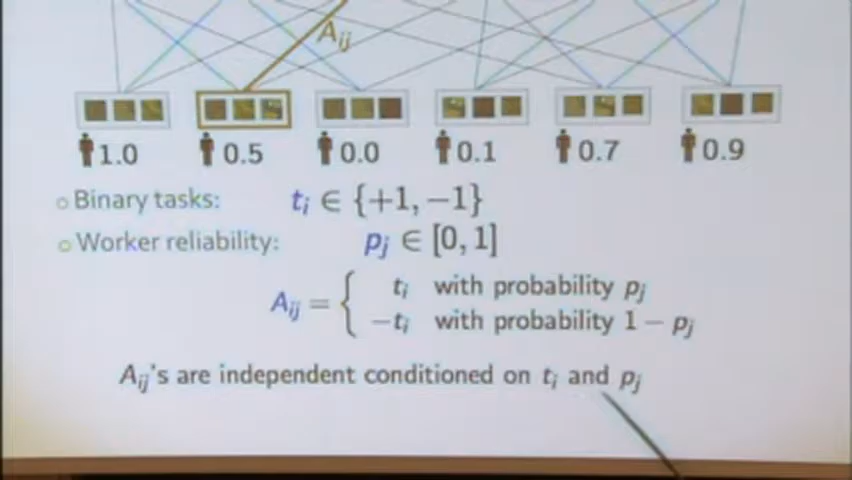 A_ij
1.0 0.5 0.0 0.1 0.7 0.9
○ Binary tasks: t_i ∈ {+1, −1}
○ Worker reliability: p_j ∈ [0, 1]
A_ij = { t_i with probability p_j
−t_i with probability 1 − p_j
A_ij's are independent conditioned on t_i and p_j